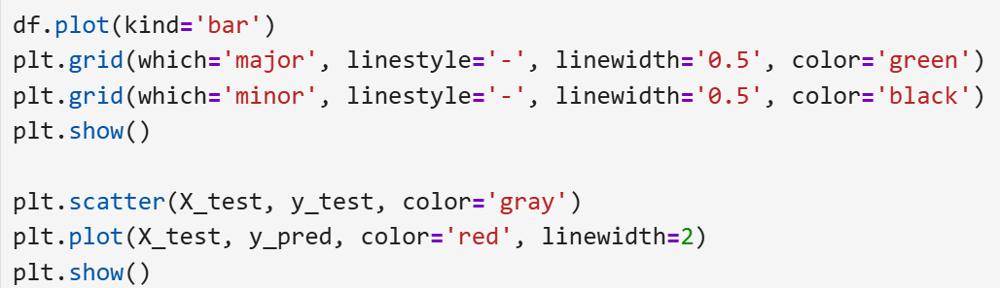 df.plot(kind='bar')
plt.grid(which='major', linestyle='-', linewidth='0.5', color='green')
plt.grid(which='minor', linestyle='-', linewidth='0.5', color='black')
plt.show()
plt.scatter(X_test, y_test, color='gray')
plt.plot(X_test, y_pred, color='red', linewidth=2)
plt.show()